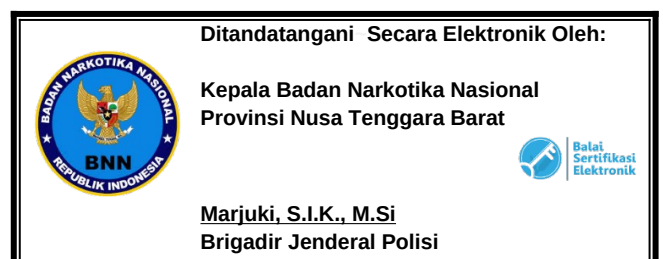 Ditandatangani Secara Elektronik Oleh:
BADAN NARKOTIKA NASIONAL
BNN
REPUBLIK INDONESIA
Kepala Badan Narkotika Nasional
Provinsi Nusa Tenggara Barat
Balai
Sertifikasi
Elektronik
Marjuki, S.I.K., M.Si
Brigadir Jenderal Polisi